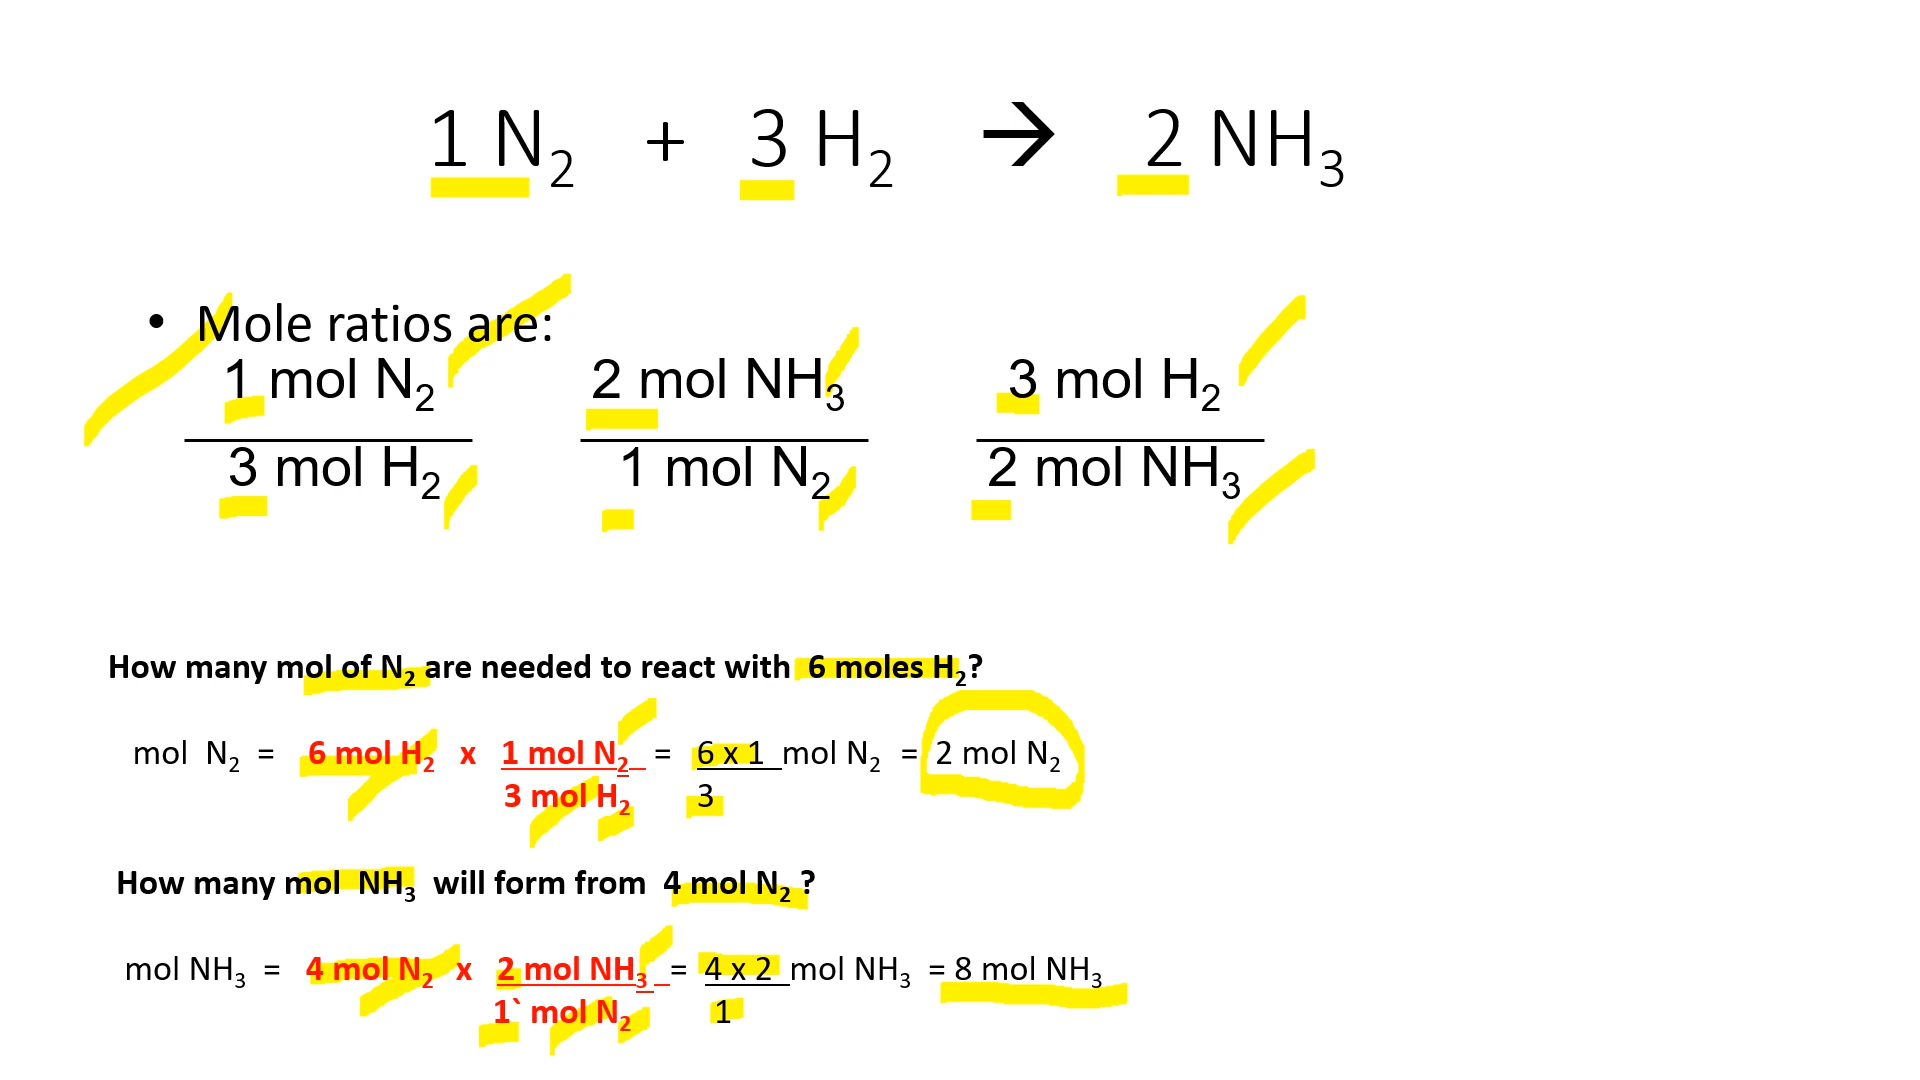 1 N₂ + 3 H₂ → 2 NH₃
• Mole ratios are:
1 mol N₂ 2 mol NH₃ 3 mol H₂
3 mol H₂ 1 mol N₂ 2 mol NH₃
How many mol of N₂ are needed to react with 6 moles H₂?
mol N₂ = 6 mol H₂ x 1 mol N₂ = 6 x 1 mol N₂ = 2 mol N₂
3 mol H₂ 3
How many mol NH₃ will form from 4 mol N₂ ?
mol NH₃ = 4 mol N₂ x 2 mol NH₃ = 4 x 2 mol NH₃ = 8 mol NH₃
1` mol N₂ 1